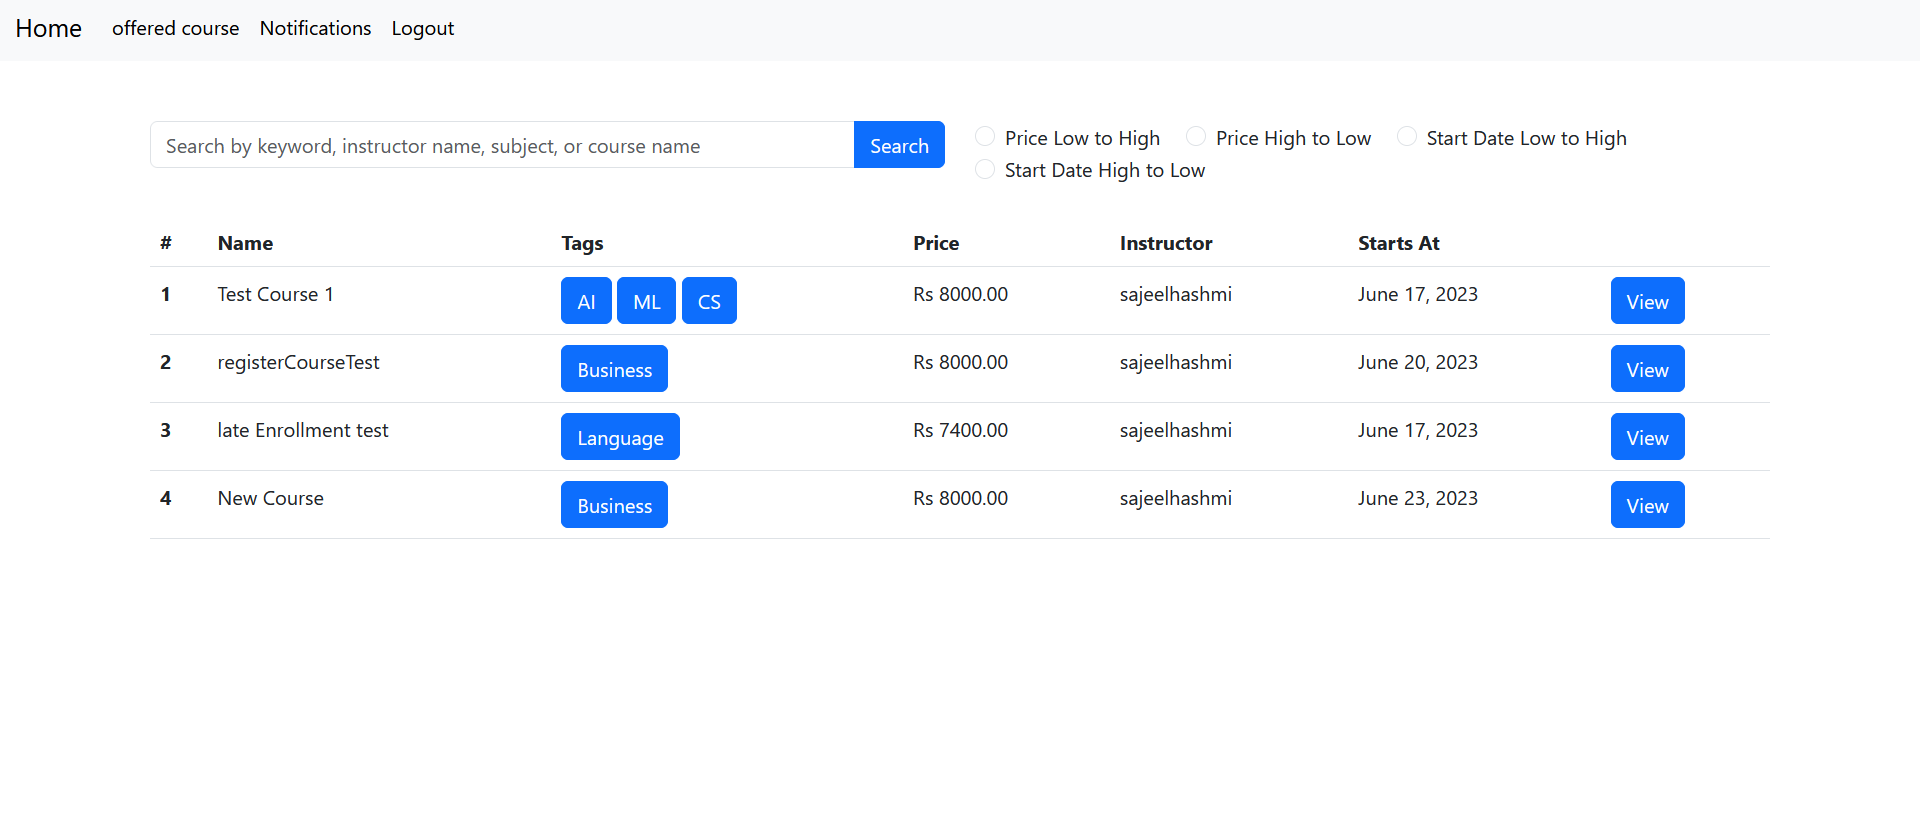 Home offered course Notifications Logout
Search by keyword, instructor name, subject, or course name Search Price Low to High Price High to Low Start Date Low to High
Start Date High to Low
# Name Tags Price Instructor Starts At
1 Test Course 1 AI ML CS Rs 8000.00 sajeelhashmi June 17, 2023 View
2 registerCourseTest Business Rs 8000.00 sajeelhashmi June 20, 2023 View
3 late Enrollment test Language Rs 7400.00 sajeelhashmi June 17, 2023 View
4 New Course Business Rs 8000.00 sajeelhashmi June 23, 2023 View